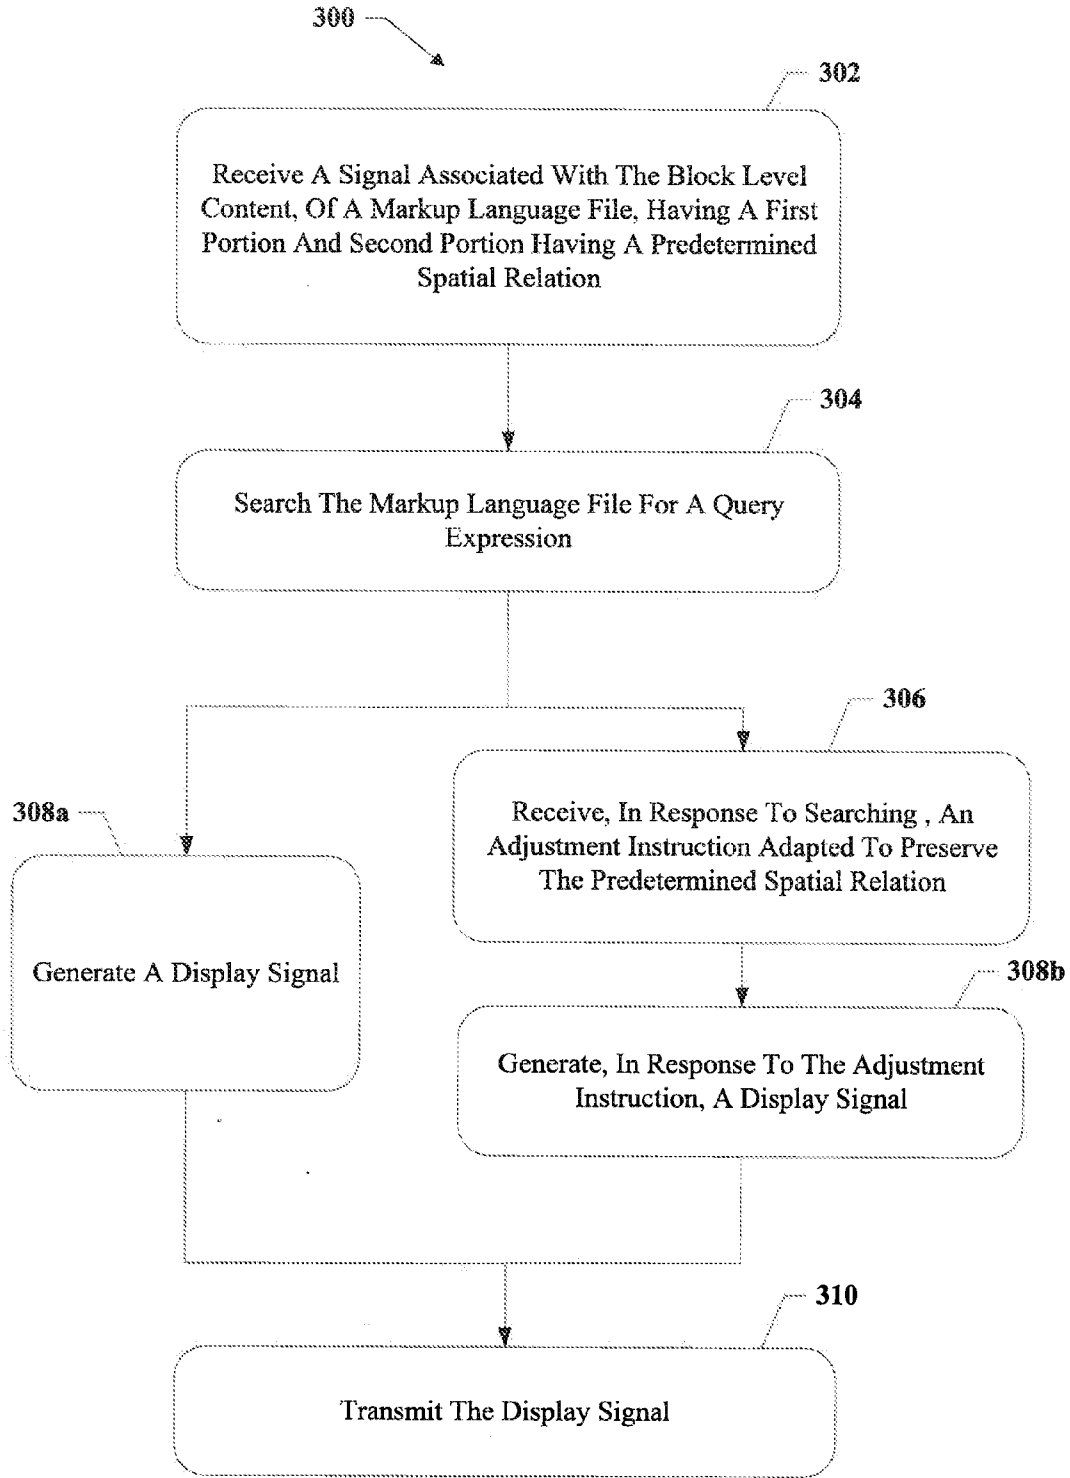 300
302
Receive A Signal Associated With The Block Level
Content, Of A Markup Language File, Having A First
Portion And Second Portion Having A Predetermined
Spatial Relation
304
Search The Markup Language File For A Query
Expression
306
Receive, In Response To Searching , An
Adjustment Instruction Adapted To Preserve
The Predetermined Spatial Relation
308a
Generate A Display Signal
308b
Generate, In Response To The Adjustment
Instruction, A Display Signal
310
Transmit The Display Signal